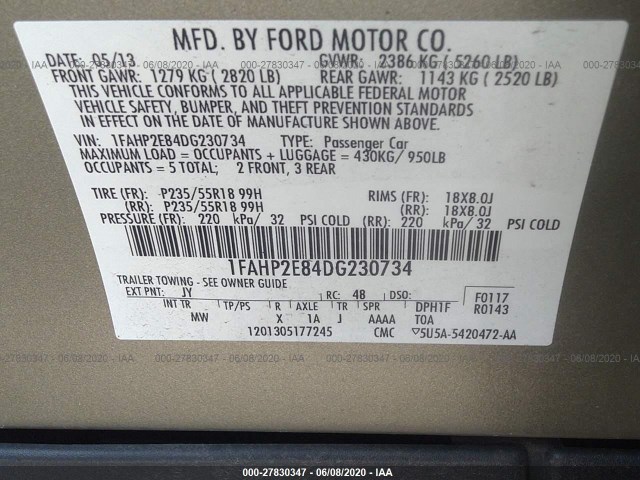 MFD. BY FORD MOTOR CO.
DATE: 05/13 GVWR: 2386 KG ( 5260 LB)
FRONT GAWR: 1279 KG ( 2820 LB) REAR GAWR: 1143 KG ( 2520 LB)
THIS VEHICLE CONFORMS TO ALL APPLICABLE FEDERAL MOTOR
VEHICLE SAFETY, BUMPER, AND THEFT PREVENTION STANDARDS
IN EFFECT ON THE DATE OF MANUFACTURE SHOWN ABOVE.
VIN: 1FAHP2E84DG230734 TYPE: Passenger Car
MAXIMUM LOAD = OCCUPANTS + LUGGAGE = 430KG/ 950LB
OCCUPANTS = 5 TOTAL; 2 FRONT, 3 REAR
TIRE (FR): P235/55R18 99H RIMS (FR): 18X8.0J
(RR): P235/55R18 99H (RR): 18X8.0J
PRESSURE (FR): 220 kPa/ 32 PSI COLD (RR): 220 kPa/ 32 PSI COLD
1FAHP2E84DG230734
TRAILER TOWING - SEE OWNER GUIDE
EXT PNT: JY RC: 48 DSO: F0117
INT TR TP/PS R AXLE TR SPR DPH1F R0143
MW X 1A J AAAA TOA
1201305177245 CMC ▽5U5A-5420472-AA
000-27830347 - 06/08/2020 - IAA